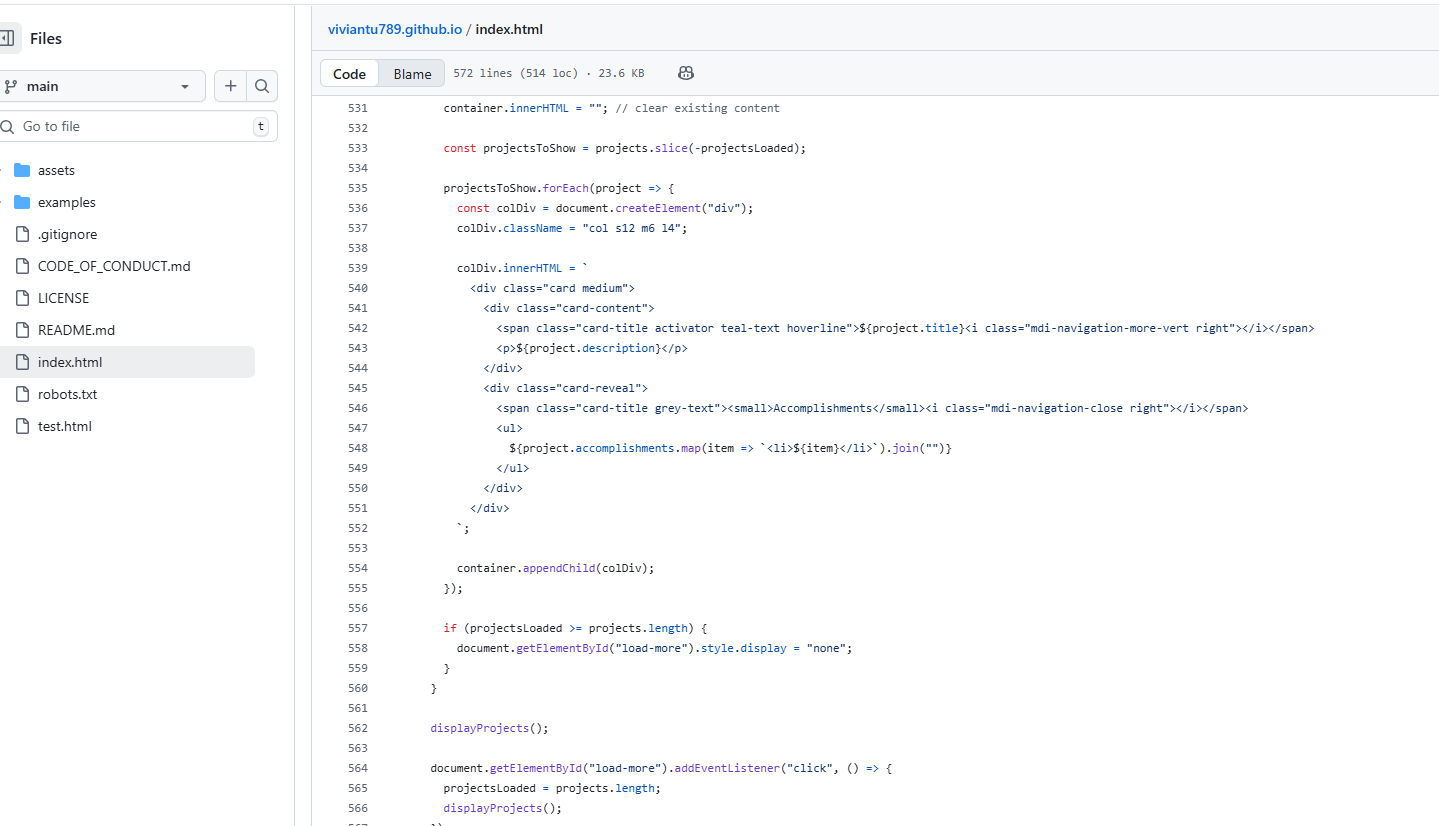 Files
main
Go to file
t
assets
examples
.gitignore
CODE_OF_CONDUCT.md
LICENSE
README.md
index.html
robots.txt
test.html
viviantu789.github.io / index.html
Code Blame 572 lines (514 loc) · 23.6 KB
531 container.innerHTML = ""; // clear existing content
532
533 const projectsToShow = projects.slice(-projectsLoaded);
534
535 projectsToShow.forEach(project => {
536 const colDiv = document.createElement("div");
537 colDiv.className = "col s12 m6 l4";
538
539 colDiv.innerHTML = `
540 <div class="card medium">
541 <div class="card-content">
542 <span class="card-title activator teal-text hoverline">${project.title}<i class="mdi-navigation-more-vert right"></i></span>
543 <p>${project.description}</p>
544 </div>
545 <div class="card-reveal">
546 <span class="card-title grey-text"><small>Accomplishments</small><i class="mdi-navigation-close right"></i></span>
547 <ul>
548 ${project.accomplishments.map(item => `<li>${item}</li>`).join("")}
549 </ul>
550 </div>
551 </div>
552 `;
553
554 container.appendChild(colDiv);
555 });
556
557 if (projectsLoaded >= projects.length) {
558 document.getElementById("load-more").style.display = "none";
559 }
560 }
561
562 displayProjects();
563
564 document.getElementById("load-more").addEventListener("click", () => {
565 projectsLoaded = projects.length;
566 displayProjects();